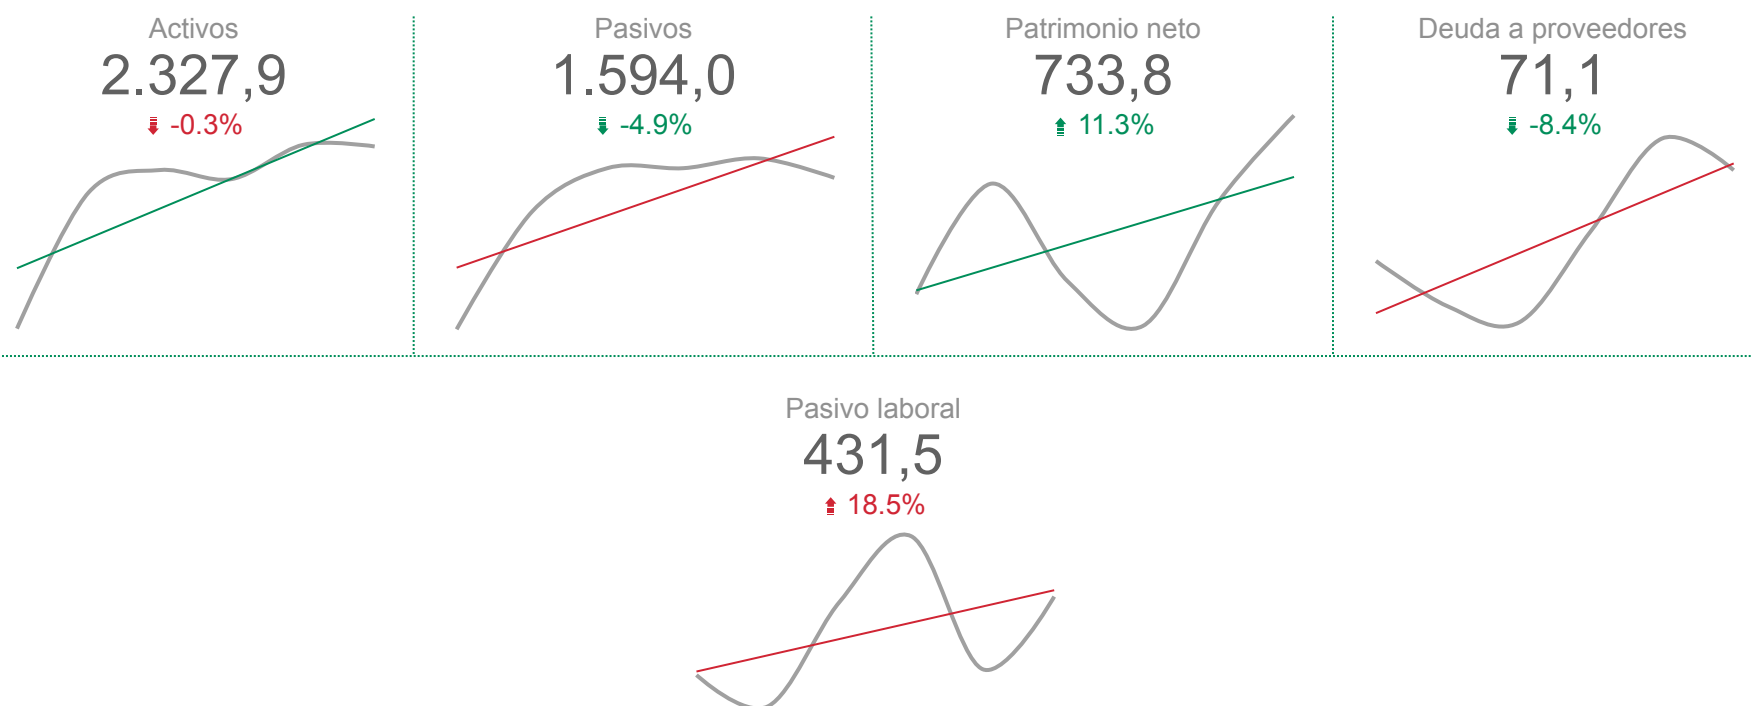 Activos
2.327,9
-0.3%
Pasivos
1.594,0
-4.9%
Patrimonio neto
733,8
11.3%
Deuda a proveedores
71,1
-8.4%
Pasivo laboral
431,5
18.5%